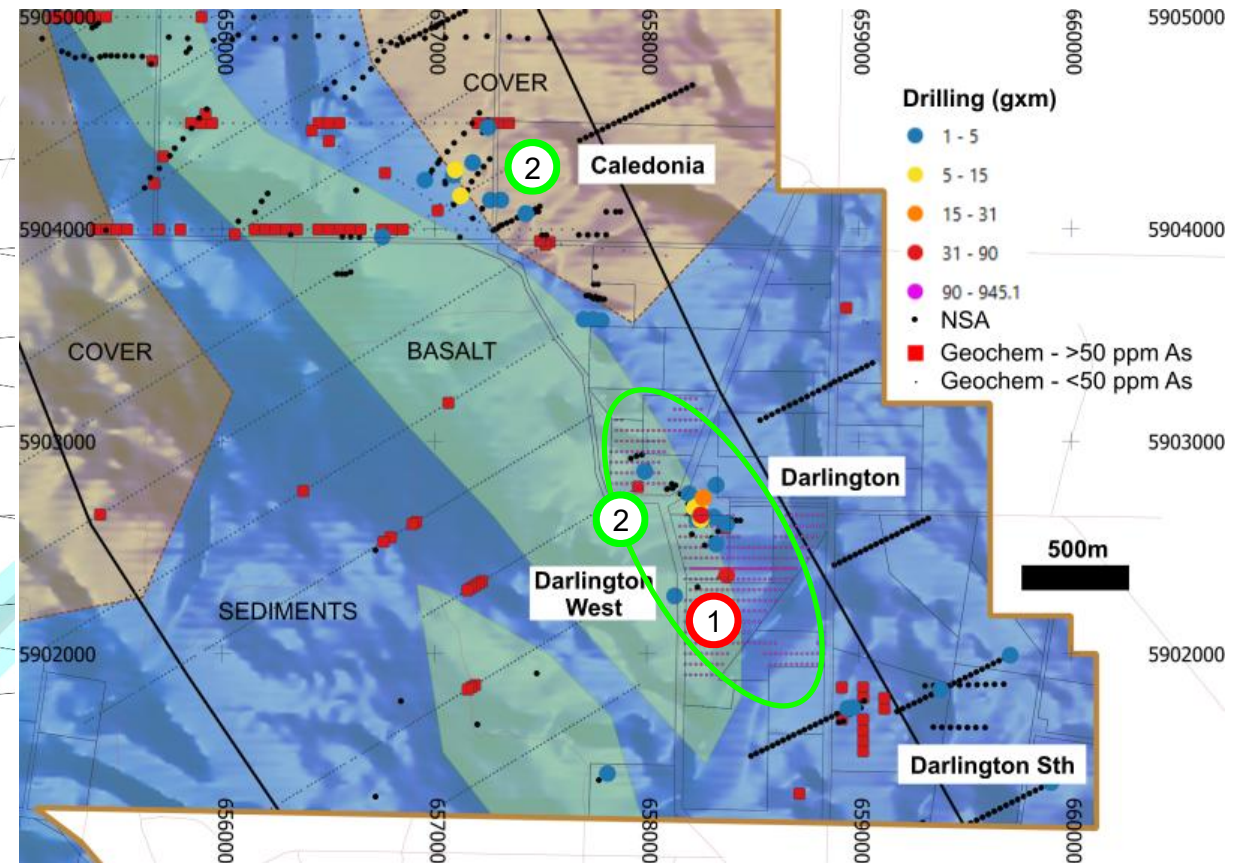 5905000
656000
657000
658000
659000
660000
5905000
COVER
Drilling (gxm)
1 - 5
5 - 15
15 - 31
31 - 90
90 - 945.1
NSA
Geochem - >50 ppm As
Geochem - <50 ppm As
2
Caledonia
5904000
5904000
COVER
BASALT
5903000
5903000
Darlington
2
500m
Darlington
West
SEDIMENTS
1
5902000
5902000
Darlington Sth
656000
657000
658000
659000
660000